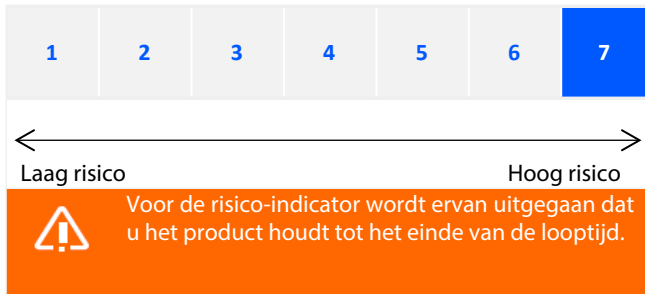 1 2 3 4 5 6 7
Laag risico Hoog risico
Voor de risico-indicator wordt ervan uitgegaan dat
u het product houdt tot het einde van de looptijd.